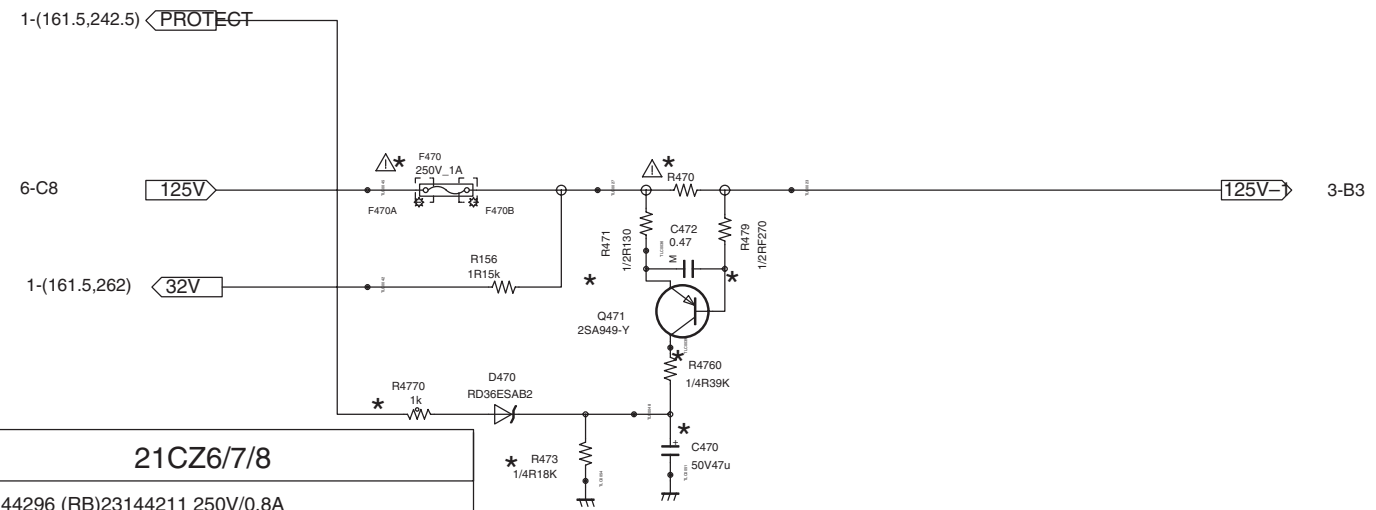 1-(161.5,242.5) PROTECT
F470
250V_1A
R470
6-C8 125V
125V-1 3-B3
F470A F470B
R471
1/2R130
C472
0.47
M
R479
1/2RF270
R156
1R15k
1-(161.5,262) 32V
Q471
2SA949-Y
R4760
1/4R39K
D470
RD36ESAB2
R4770
1k
R473
1/4R18K
C470
50V47u
21CZ6/7/8
44296 (RB)23144211 250V/0.8A